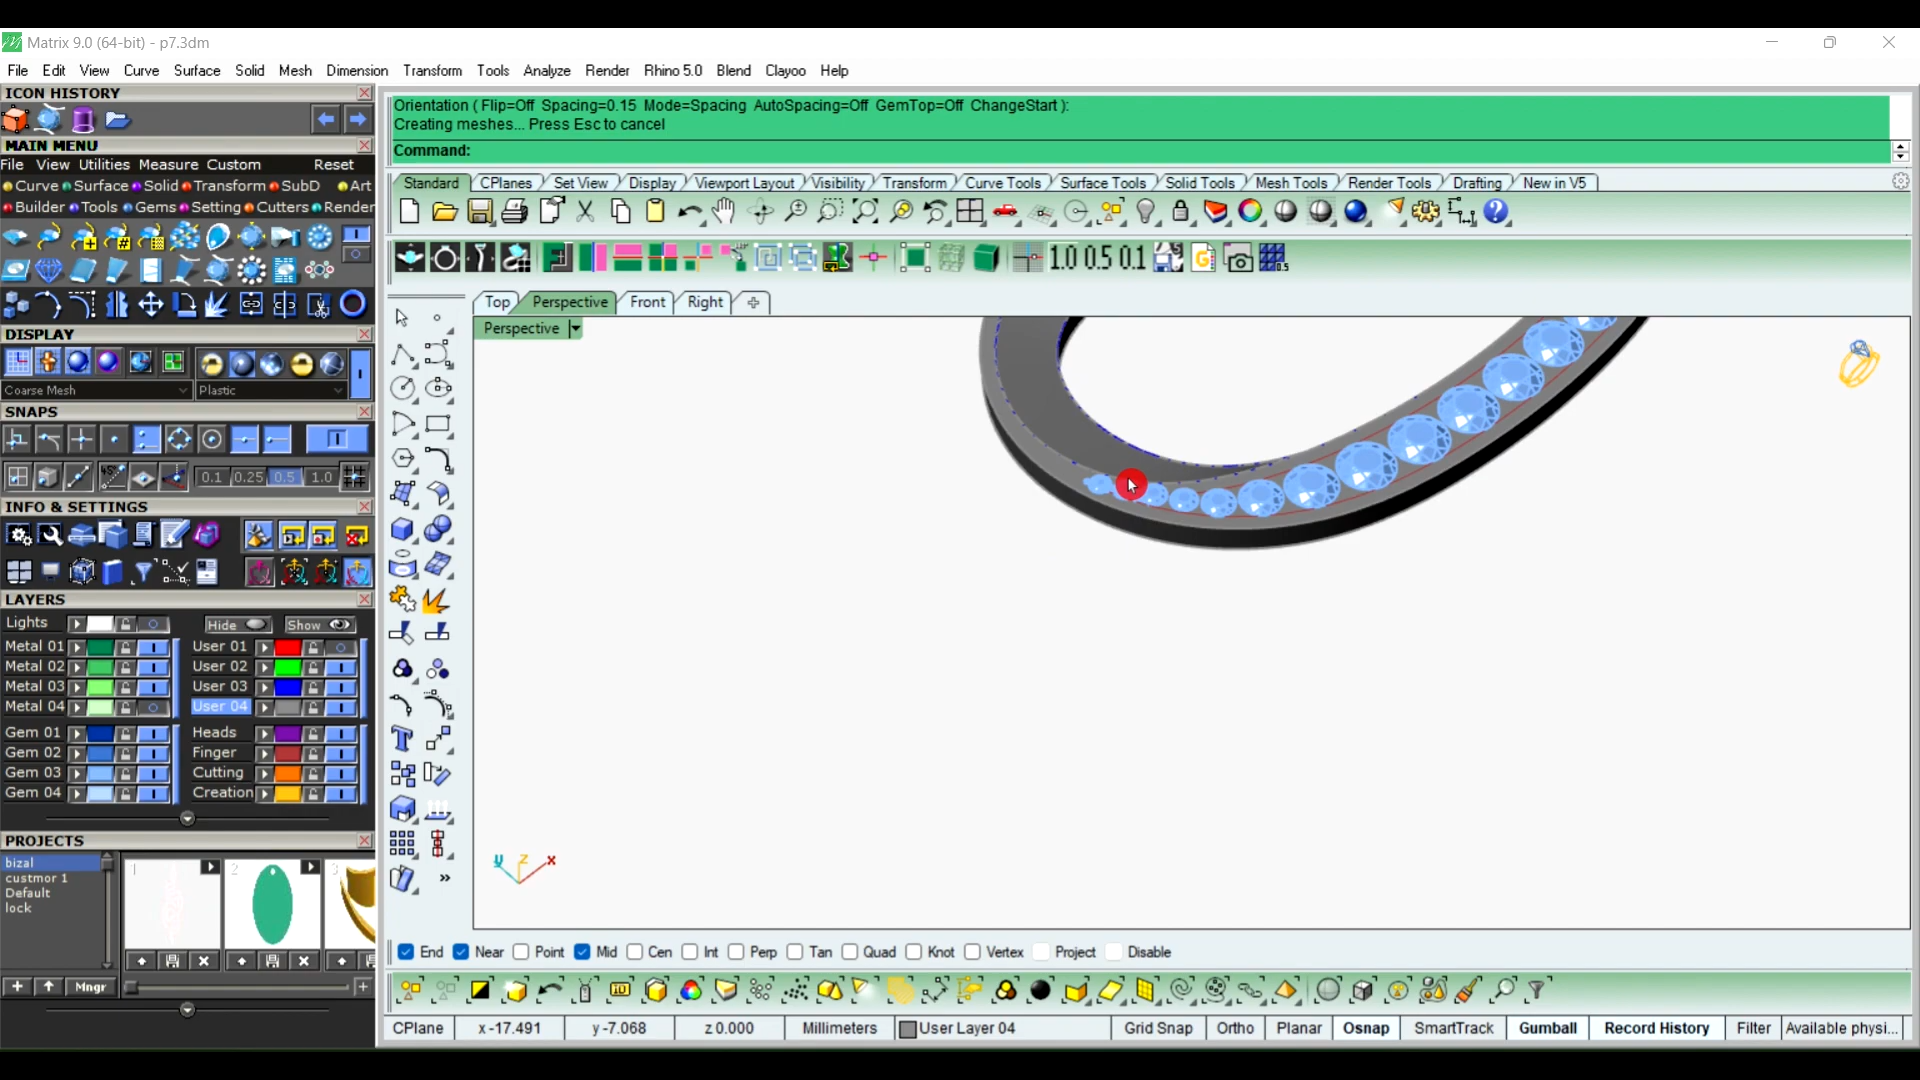 Matrix 9.0 (64-bit) - p7.3dm
File Edit View Curve Surface Solid Mesh Dimension Transform Tools Analyze Render Rhino 5.0 Blend Clayoo Help
ICON HISTORY
MAIN MENU
File View Utilities Measure Custom Reset
Curve Surface Solid Transform SubD Art
Builder Tools Gems Setting Cutters Render
DISPLAY
Coarse Mesh Plastic
SNAPS
0.1 0.25 0.5 1.0
INFO & SETTINGS
LAYERS
Lights Hide Show
Metal 01 User 01
Metal 02 User 02
Metal 03 User 03
Metal 04 User 04
Gem 01 Heads
Gem 02 Finger
Gem 03 Cutting
Gem 04 Creation
PROJECTS
bizal
custmor 1
Default
lock
1 2 3
Mngr
Orientation ( Flip=Off Spacing=0.15 Mode=Spacing AutoSpacing=Off GemTop=Off ChangeStart ):
Creating meshes... Press Esc to cancel
Command:
Standard CPlanes Set View Display Viewport Layout Visibility Transform Curve Tools Surface Tools Solid Tools Mesh Tools Render Tools Drafting New in V5
1.0 0.5 0.1
Top Perspective Front Right
Perspective
y z x
End Near Point Mid Cen Int Perp Tan Quad Knot Vertex Project Disable
CPlane x -17.491 y -7.068 z 0.000 Millimeters User Layer 04 Grid Snap Ortho Planar Osnap SmartTrack Gumball Record History Filter Available physi...